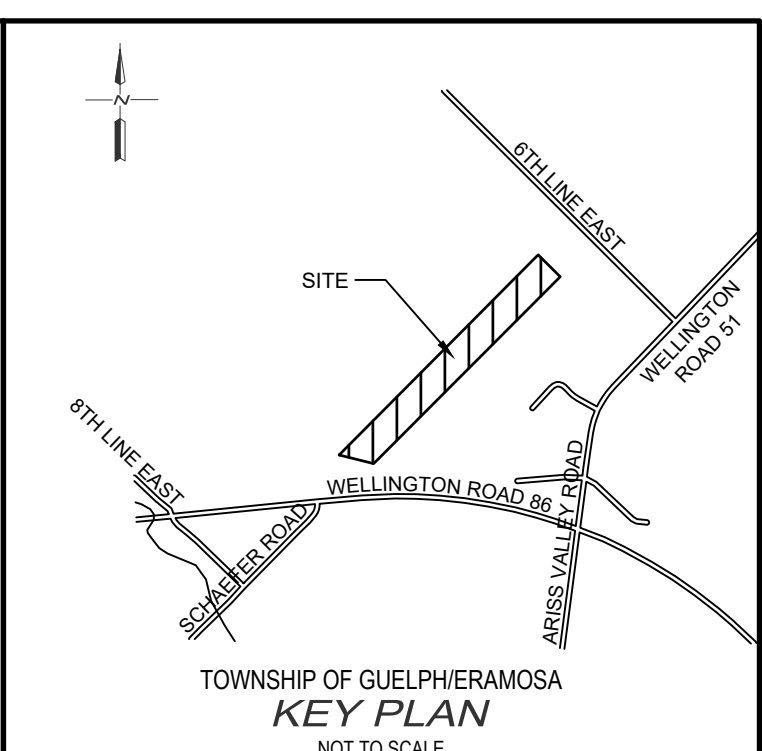 N
6TH LINE EAST
SITE
WELLINGTON
ROAD 51
8TH LINE EAST
WELLINGTON ROAD 86
SCHAEFER ROAD
ARISS VALLEY ROAD
TOWNSHIP OF GUELPH/ERAMOSA
KEY PLAN
NOT TO SCALE